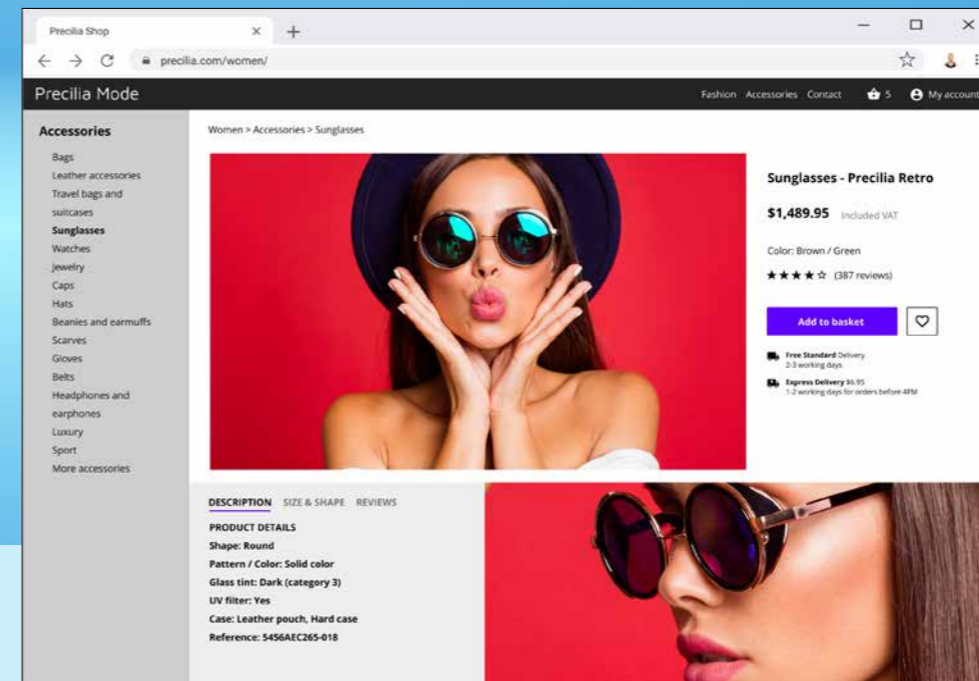 Precilia Shop
precilia.com/women/
Precilia Mode
Fashion Accessories Contact 5 My account
Accessories
Bags
Leather accessories
Travel bags and
suitcases
Sunglasses
Watches
Jewelry
Caps
Hats
Beanies and earmuffs
Scarves
Gloves
Belts
Headphones and
earphones
Luxury
Sport
More accessories
Women > Accessories > Sunglasses
Sunglasses - Precilia Retro
$1,489.95 Included VAT
Color: Brown / Green
(387 reviews)
Add to basket
Free Standard Delivery
2-3 working days
Express Delivery $6.95
1-2 working days for orders before 4PM
DESCRIPTION SIZE & SHAPE REVIEWS
PRODUCT DETAILS
Shape: Round
Pattern / Color: Solid color
Glass tint: Dark (category 3)
UV filter: Yes
Case: Leather pouch, Hard case
Reference: 5456AEC265-018